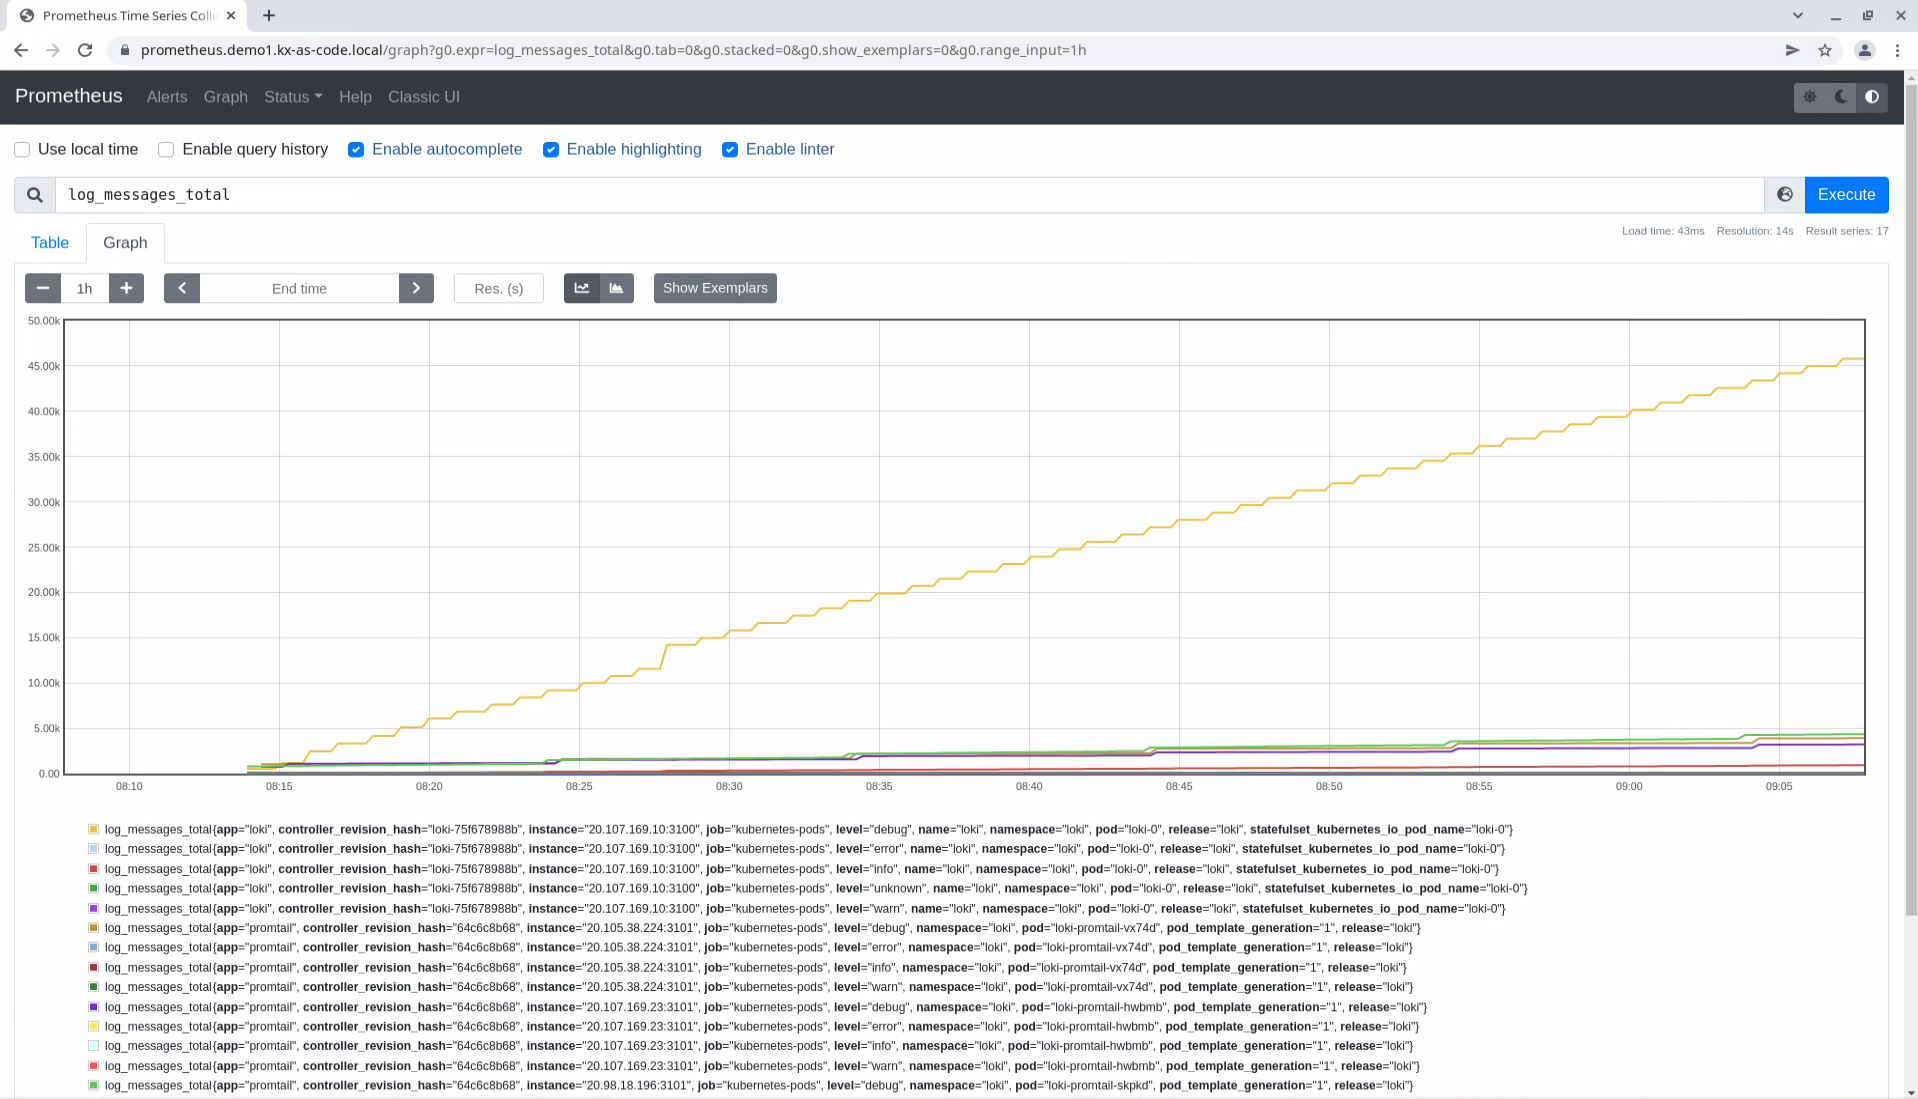 Prometheus Time Series Colle
prometheus.demo1.kx-as-code.local/graph?g0.expr=log_messages_total&g0.tab=0&g0.stacked=0&g0.show_exemplars=0&g0.range_input=1h
Prometheus Alerts Graph Status Help Classic UI
Use local time Enable query history Enable autocomplete Enable highlighting Enable linter
log_messages_total Execute
Table Graph Load time: 43ms Resolution: 14s Result series: 17
1h End time Res. (s) Show Exemplars
50.00k
45.00k
40.00k
35.00k
30.00k
25.00k
20.00k
15.00k
10.00k
5.00k
0.00
08:10 08:15 08:20 08:25 08:30 08:35 08:40 08:45 08:50 08:55 09:00 09:05
log_messages_total{app="loki", controller_revision_hash="loki-75f678988b", instance="20.107.169.10:3100", job="kubernetes-pods", level="debug", name="loki", namespace="loki", pod="loki-0", release="loki", statefulset_kubernetes_io_pod_name="loki-0"}
log_messages_total{app="loki", controller_revision_hash="loki-75f678988b", instance="20.107.169.10:3100", job="kubernetes-pods", level="error", name="loki", namespace="loki", pod="loki-0", release="loki", statefulset_kubernetes_io_pod_name="loki-0"}
log_messages_total{app="loki", controller_revision_hash="loki-75f678988b", instance="20.107.169.10:3100", job="kubernetes-pods", level="info", name="loki", namespace="loki", pod="loki-0", release="loki", statefulset_kubernetes_io_pod_name="loki-0"}
log_messages_total{app="loki", controller_revision_hash="loki-75f678988b", instance="20.107.169.10:3100", job="kubernetes-pods", level="unknown", name="loki", namespace="loki", pod="loki-0", release="loki", statefulset_kubernetes_io_pod_name="loki-0"}
log_messages_total{app="loki", controller_revision_hash="loki-75f678988b", instance="20.107.169.10:3100", job="kubernetes-pods", level="warn", name="loki", namespace="loki", pod="loki-0", release="loki", statefulset_kubernetes_io_pod_name="loki-0"}
log_messages_total{app="promtail", controller_revision_hash="64c6c8b68", instance="20.105.38.224:3101", job="kubernetes-pods", level="debug", namespace="loki", pod="loki-promtail-vx74d", pod_template_generation="1", release="loki"}
log_messages_total{app="promtail", controller_revision_hash="64c6c8b68", instance="20.105.38.224:3101", job="kubernetes-pods", level="error", namespace="loki", pod="loki-promtail-vx74d", pod_template_generation="1", release="loki"}
log_messages_total{app="promtail", controller_revision_hash="64c6c8b68", instance="20.105.38.224:3101", job="kubernetes-pods", level="info", namespace="loki", pod="loki-promtail-vx74d", pod_template_generation="1", release="loki"}
log_messages_total{app="promtail", controller_revision_hash="64c6c8b68", instance="20.105.38.224:3101", job="kubernetes-pods", level="warn", namespace="loki", pod="loki-promtail-vx74d", pod_template_generation="1", release="loki"}
log_messages_total{app="promtail", controller_revision_hash="64c6c8b68", instance="20.107.169.23:3101", job="kubernetes-pods", level="debug", namespace="loki", pod="loki-promtail-hwbmb", pod_template_generation="1", release="loki"}
log_messages_total{app="promtail", controller_revision_hash="64c6c8b68", instance="20.107.169.23:3101", job="kubernetes-pods", level="error", namespace="loki", pod="loki-promtail-hwbmb", pod_template_generation="1", release="loki"}
log_messages_total{app="promtail", controller_revision_hash="64c6c8b68", instance="20.107.169.23:3101", job="kubernetes-pods", level="info", namespace="loki", pod="loki-promtail-hwbmb", pod_template_generation="1", release="loki"}
log_messages_total{app="promtail", controller_revision_hash="64c6c8b68", instance="20.107.169.23:3101", job="kubernetes-pods", level="warn", namespace="loki", pod="loki-promtail-hwbmb", pod_template_generation="1", release="loki"}
log_messages_total{app="promtail", controller_revision_hash="64c6c8b68", instance="20.98.18.196:3101", job="kubernetes-pods", level="debug", namespace="loki", pod="loki-promtail-skpkd", pod_template_generation="1", release="loki"}